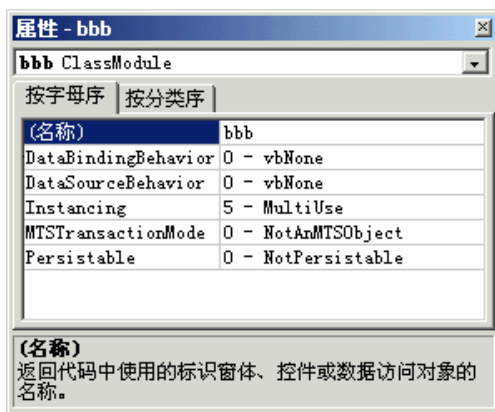 属性 - bbb
bbb ClassModule
按字母序 按分类序
(名称) bbb
DataBindingBehavior 0 - vbNone
DataSourceBehavior 0 - vbNone
Instancing 5 - MultiUse
MTSTransactionMode 0 - NotAnMTSObject
Persistable 0 - NotPersistable
(名称)
返回代码中使用的标识窗体、控件或数据访问对象的
名称。